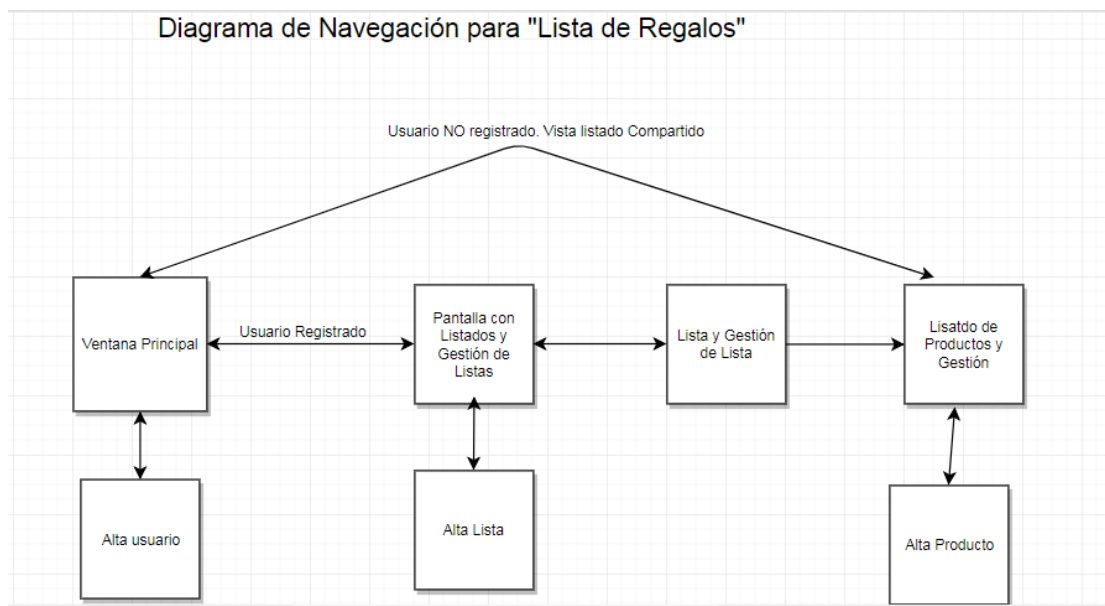 Diagrama de Navegación para "Lista de Regalos"
Usuario NO registrado. Vista listado Compartido
Ventana Principal
Usuario Registrado
Pantalla con
Listados y
Gestión de
Listas
Lista y Gestión
de Lista
Lisatdo de
Productos y
Gestión
Alta usuario
Alta Lista
Alta Producto